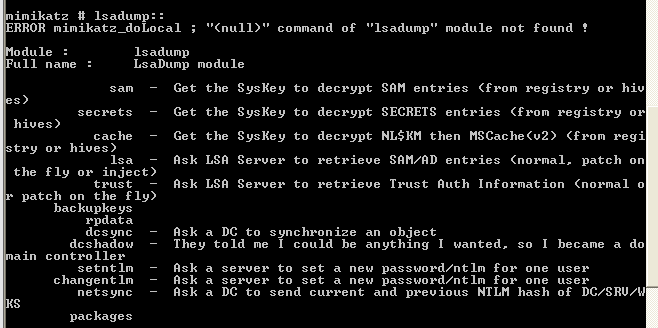 mimikatz # lsadump::
ERROR mimikatz_doLocal ; "(null)" command of "lsadump" module not found !
Module :        lsadump
Full name :     LsaDump module
sam  -  Get the SysKey to decrypt SAM entries (from registry or hiv
es)
secrets  -  Get the SysKey to decrypt SECRETS entries (from registry or
 hives)
cache  -  Get the SysKey to decrypt NL$KM then MSCache(v2) (from regi
stry or hives)
lsa  -  Ask LSA Server to retrieve SAM/AD entries (normal, patch on
 the fly or inject)
trust  -  Ask LSA Server to retrieve Trust Auth Information (normal o
r patch on the fly)
backupkeys
rpdata
dcsync  -  Ask a DC to synchronize an object
dcshadow  -  They told me I could be anything I wanted, so I became a do
main controller
setntlm  -  Ask a server to set a new password/ntlm for one user
changentlm  -  Ask a server to set a new password/ntlm for one user
netsync  -  Ask a DC to send current and previous NTLM hash of DC/SRV/W
KS
packages